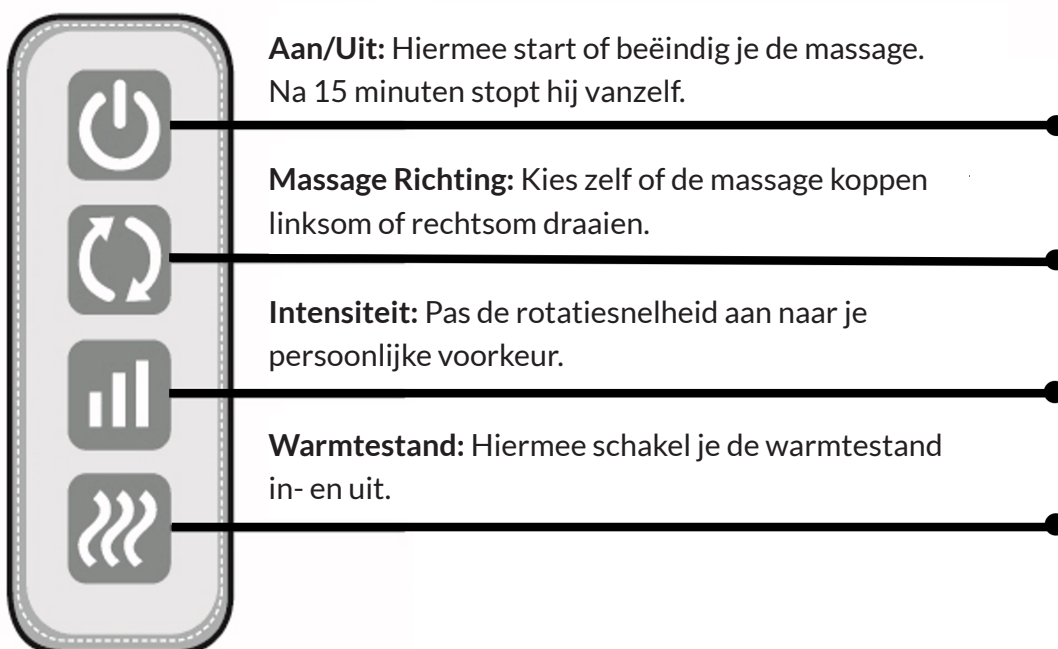 Aan/Uit: Hiermee start of beëindig je de massage.
Na 15 minuten stopt hij vanzelf.
Massage Richting: Kies zelf of de massage koppen
linksom of rechtsom draaien.
Intensiteit: Pas de rotatiesnelheid aan naar je
persoonlijke voorkeur.
Warmtestand: Hiermee schakel je de warmtestand
in- en uit.